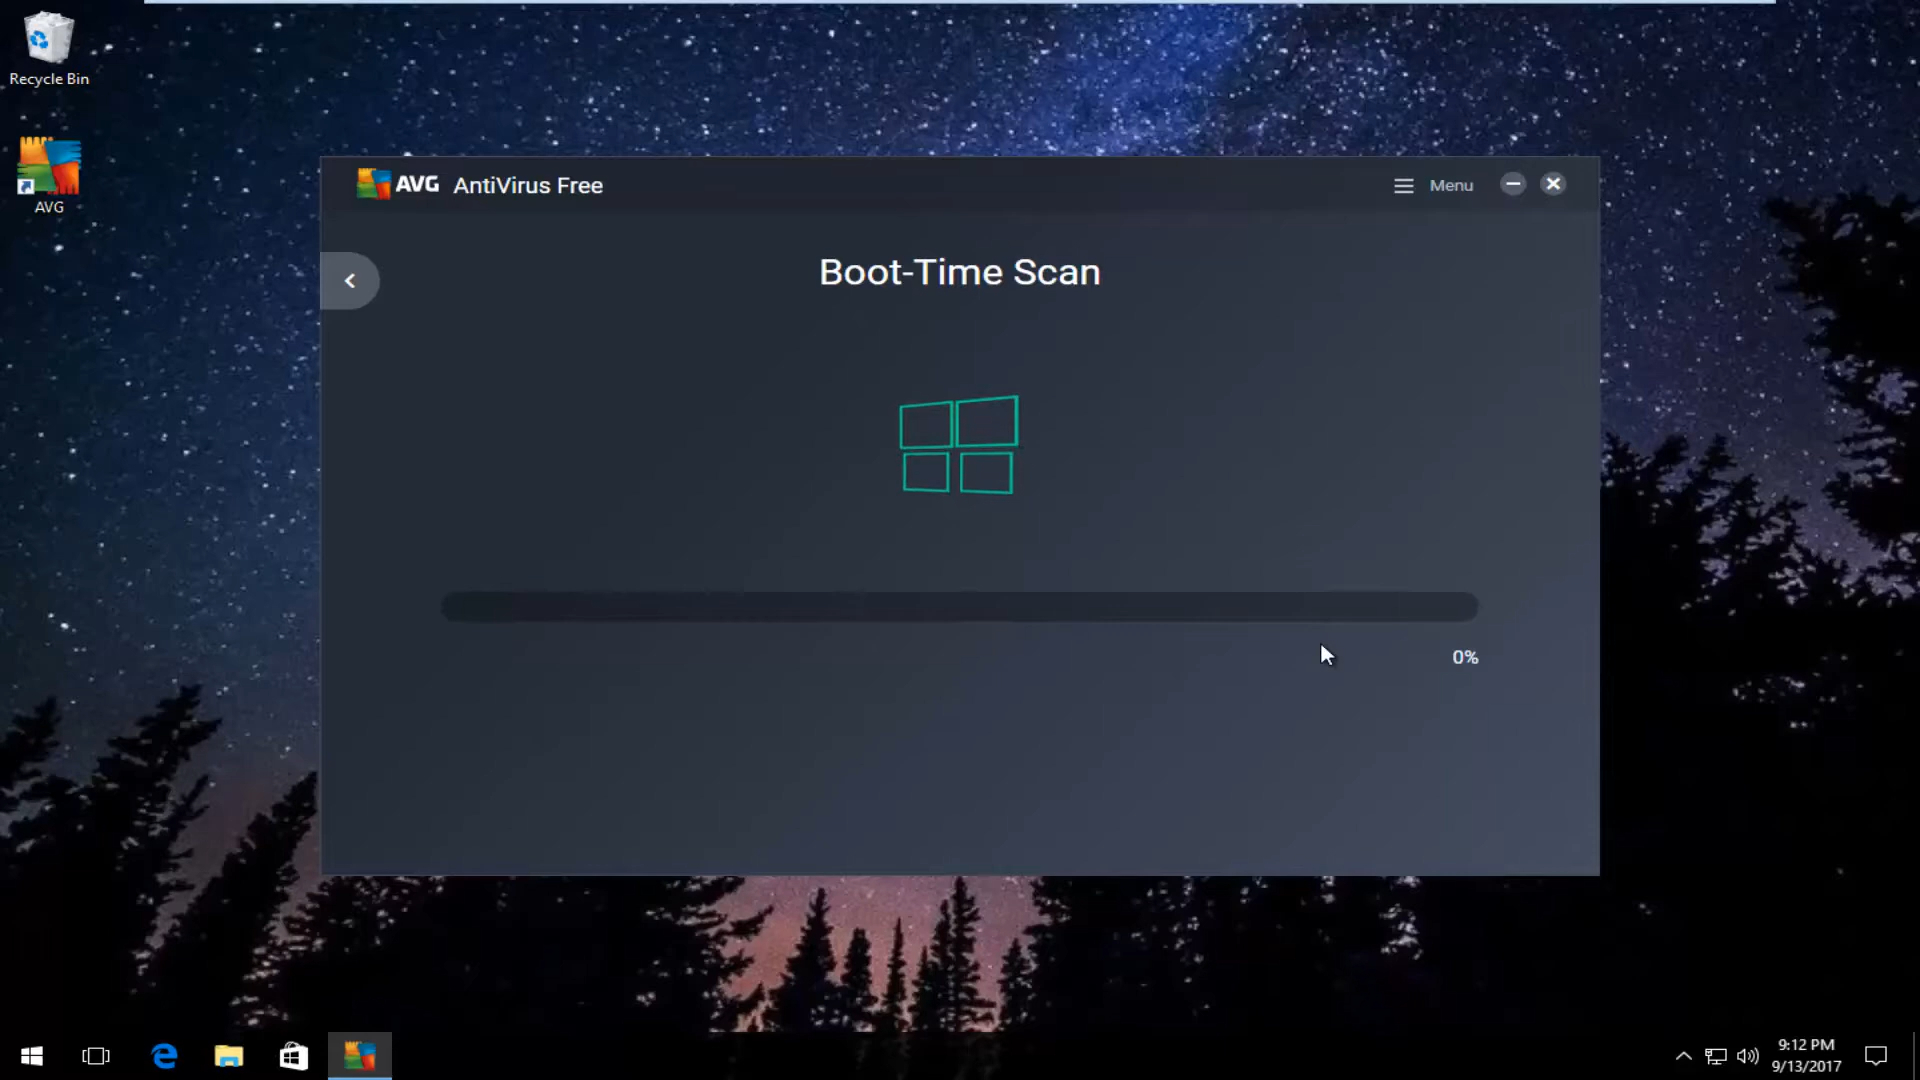 Recycle Bin
AVG
AVG AntiVirus Free
Menu
Boot-Time Scan
0%
9:12 PM
9/13/2017